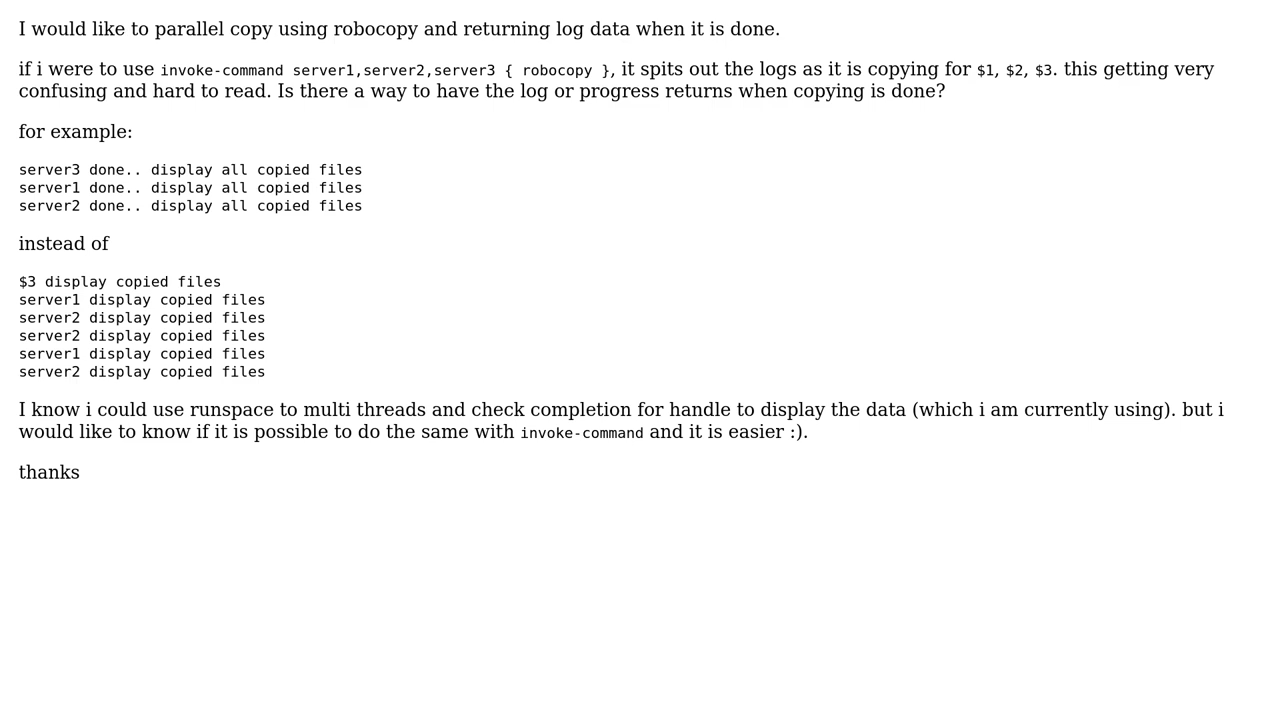 I would like to parallel copy using robocopy and returning log data when it is done.
if i were to use invoke-command server1,server2,server3 { robocopy }, it spits out the logs as it is copying for $1, $2, $3. this getting very
confusing and hard to read. Is there a way to have the log or progress returns when copying is done?
for example:
server3 done.. display all copied files
server1 done.. display all copied files
server2 done.. display all copied files
instead of
$3 display copied files
server1 display copied files
server2 display copied files
server2 display copied files
server1 display copied files
server2 display copied files
I know i could use runspace to multi threads and check completion for handle to display the data (which i am currently using). but i
would like to know if it is possible to do the same with invoke-command and it is easier :).
thanks